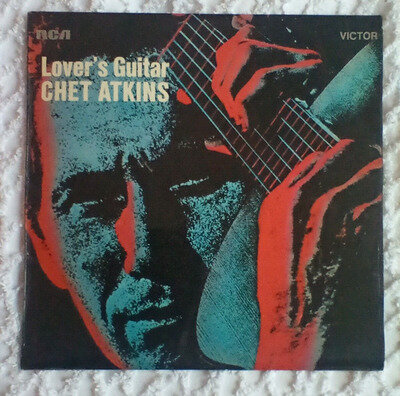 RCA
VICTOR
Lover's Guitar
CHET ATKINS